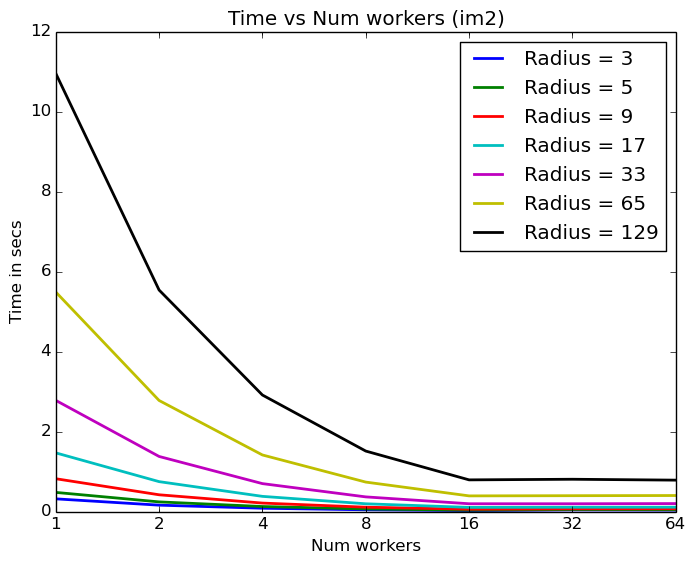 Time vs Num workers (im2)
12
10
8
6
4
2
0
Time in secs
Radius = 3
Radius = 5
Radius = 9
Radius = 17
Radius = 33
Radius = 65
Radius = 129
1 2 4 8 16 32 64
Num workers